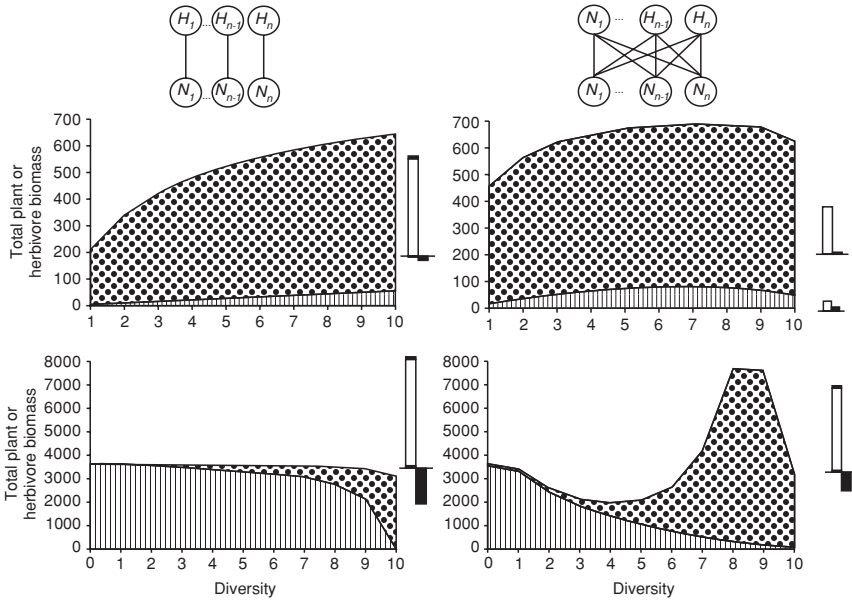 H1 ... Hn-1 Hn
N1 ... Nn-1 Nn
N1 ... Hn-1 Hn
N1 ... Nn-1 Nn
Total plant or
herbivore biomass
700
600
500
400
300
200
100
0
1 2 3 4 5 6 7 8 9 10
700
600
500
400
300
200
100
0
1 2 3 4 5 6 7 8 9 10
Total plant or
herbivore biomass
8000
7000
6000
5000
4000
3000
2000
1000
0
0 1 2 3 4 5 6 7 8 9 10
Diversity
8000
7000
6000
5000
4000
3000
2000
1000
0
0 1 2 3 4 5 6 7 8 9 10
Diversity